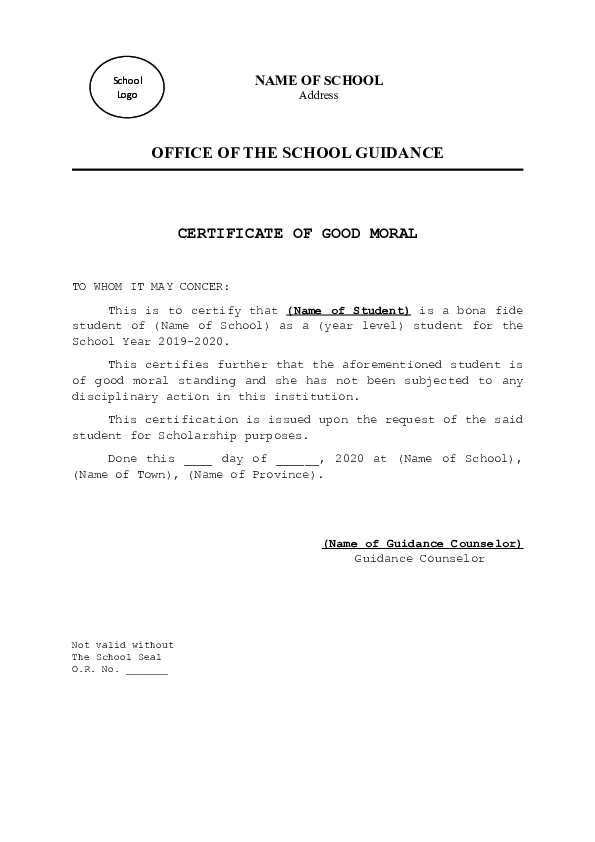 School
Logo
NAME OF SCHOOL
Address
OFFICE OF THE SCHOOL GUIDANCE
CERTIFICATE OF GOOD MORAL
TO WHOM IT MAY CONCER:
This is to certify that (Name of Student) is a bona fide
student of (Name of School) as a (year level) student for the
School Year 2019-2020.
This certifies further that the aforementioned student is
of good moral standing and she has not been subjected to any
disciplinary action in this institution.
This certification is issued upon the request of the said
student for Scholarship purposes.
Done this ____ day of ______, 2020 at (Name of School),
(Name of Town), (Name of Province).
(Name of Guidance Counselor)
Guidance Counselor
Not valid without
The School Seal
O.R. No. _______